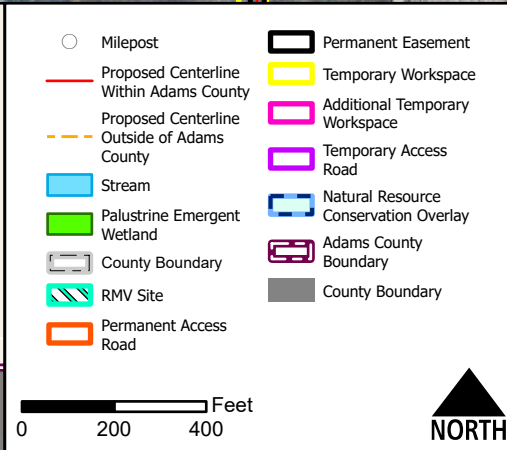 Milepost
Proposed Centerline
Within Adams County
Proposed Centerline
Outside of Adams
County
Stream
Palustrine Emergent
Wetland
County Boundary
RMV Site
Permanent Access
Road
Permanent Easement
Temporary Workspace
Additional Temporary
Workspace
Temporary Access
Road
Natural Resource
Conservation Overlay
Adams County
Boundary
County Boundary
Feet
0 200 400
NORTH